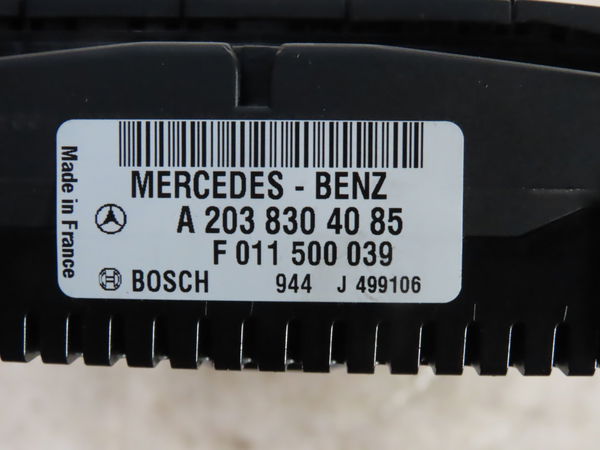 MERCEDES - BENZ
A 203 830 40 85
F 011 500 039
BOSCH 944 J 499106
Made in France